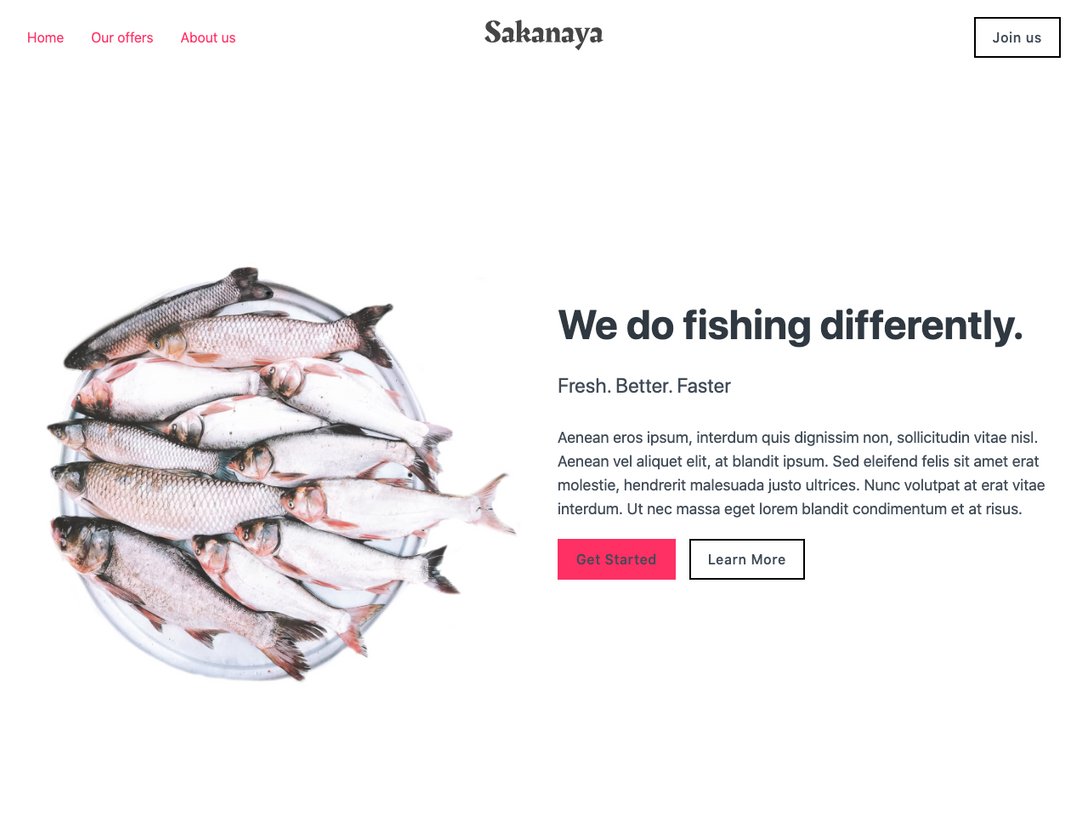 Home
Our offers
About us
Sakanaya
Join us
We do fishing differently.
Fresh. Better. Faster
Aenean eros ipsum, interdum quis dignissim non, sollicitudin vitae nisl.
Aenean vel aliquet elit, at blandit ipsum. Sed eleifend felis sit amet erat
molestie, hendrerit malesuada justo ultrices. Nunc volutpat at erat vitae
interdum. Ut nec massa eget lorem blandit condimentum et at risus.
Get Started
Learn More